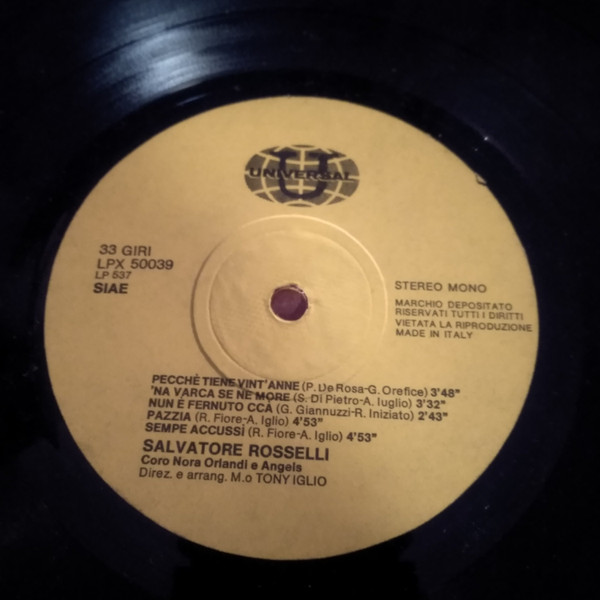 UNIVERSAL
33 GIRI
LPX 50039
LP 537
SIAE
STEREO MONO
MARCHIO DEPOSITATO
RISERVATI TUTTI I DIRITTI
VIETATA LA RIPRODUZIONE
MADE IN ITALY
PECCHÉ TIENE VINT'ANNE (P. De Rosa-G. Orefice) 3'48"
'NA VARCA SE NE MORE (S. Di Pietro-A. Iuglio) 3'32"
NUN È FERNUTO CCÀ (G. Giannuzzi-R. Iniziato) 2'43"
PAZZIA (R. Fiore-A. Iglio) 4'53"
SEMPE ACCUSSÌ (R. Fiore-A. Iglio) 4'53"
SALVATORE ROSSELLI
Coro Nora Orlandi e Angels
Direz. e arrang. M.o TONY IGLIO